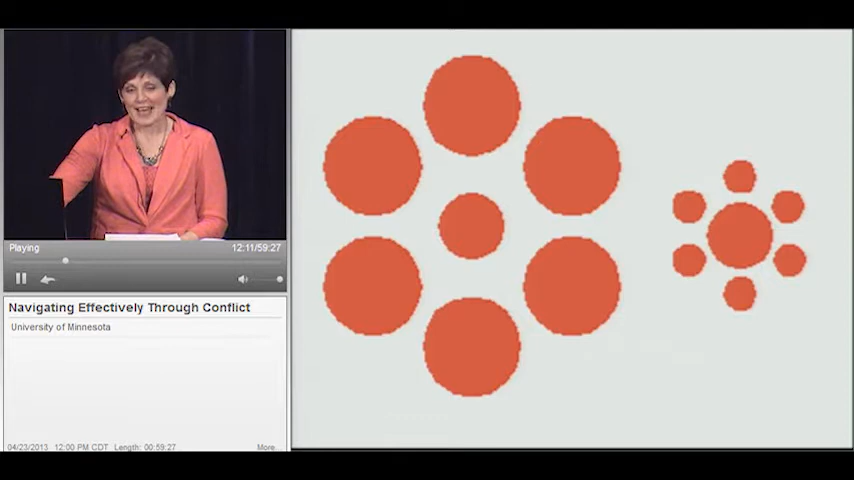 Playing
12:11/59:27
Navigating Effectively Through Conflict
University of Minnesota
04/23/2013 12:00 PM CDT Length: 00:59:27
More